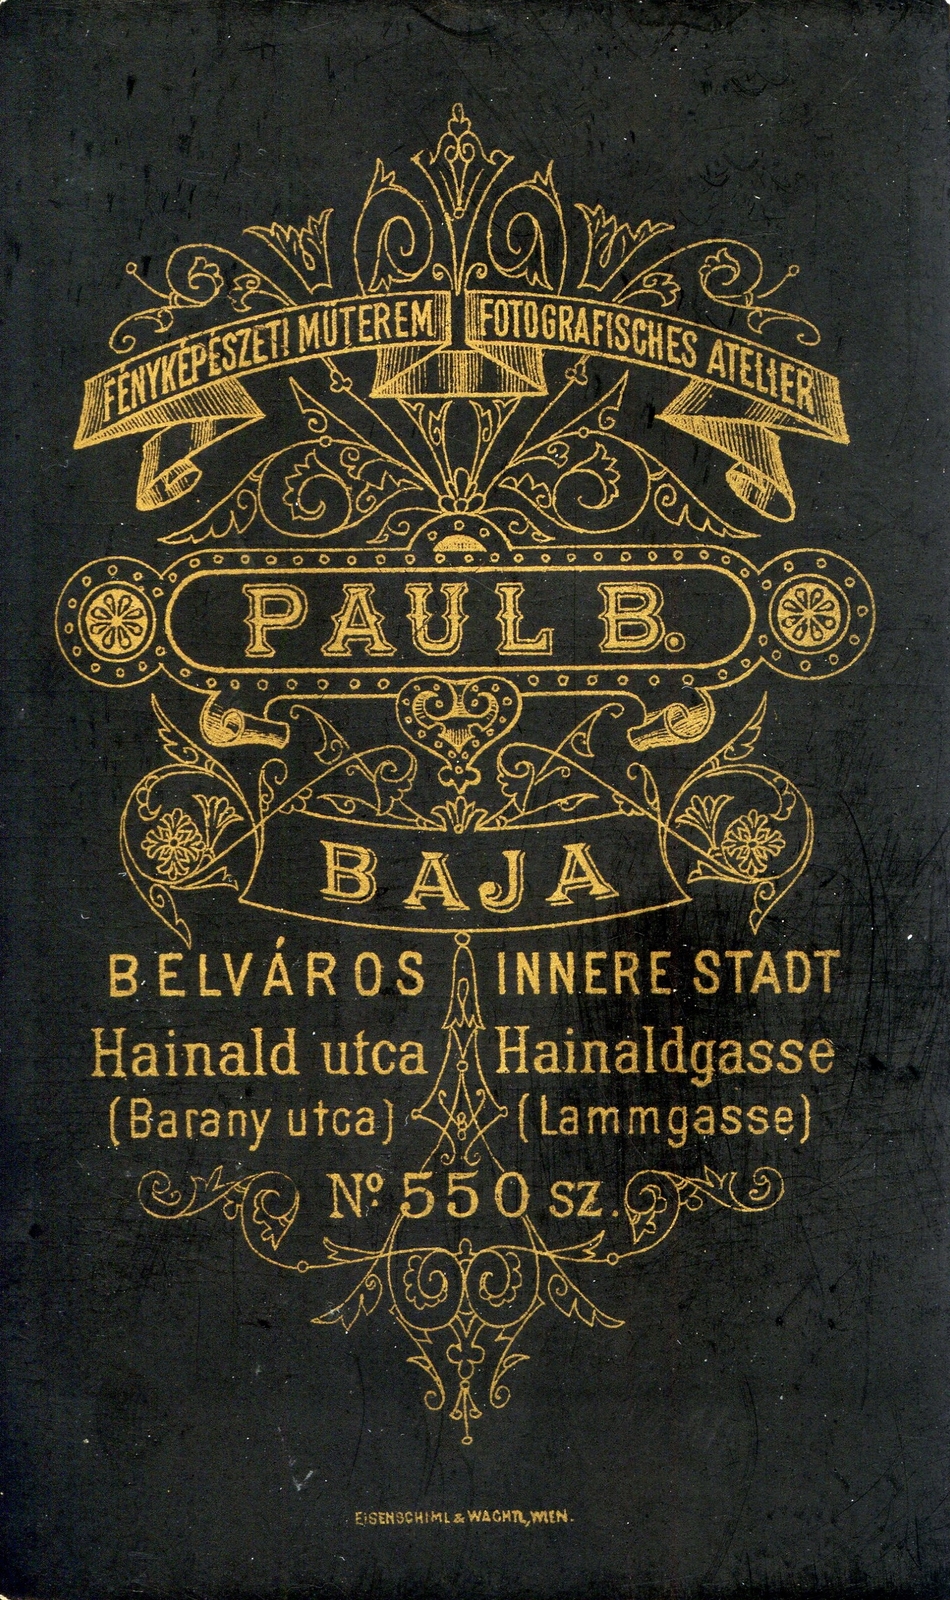 FÉNYKÉPÉSZETI MŰTEREM FOTOGRAFISCHES ATELIER
PAUL B.
BAJA
BELVÁROS INNERE STADT
Hainald utca Hainaldgasse
(Barany utca) (Lammgasse)
Nº 550 sz.
EISENSCHIML & WACHTL, WIEN.